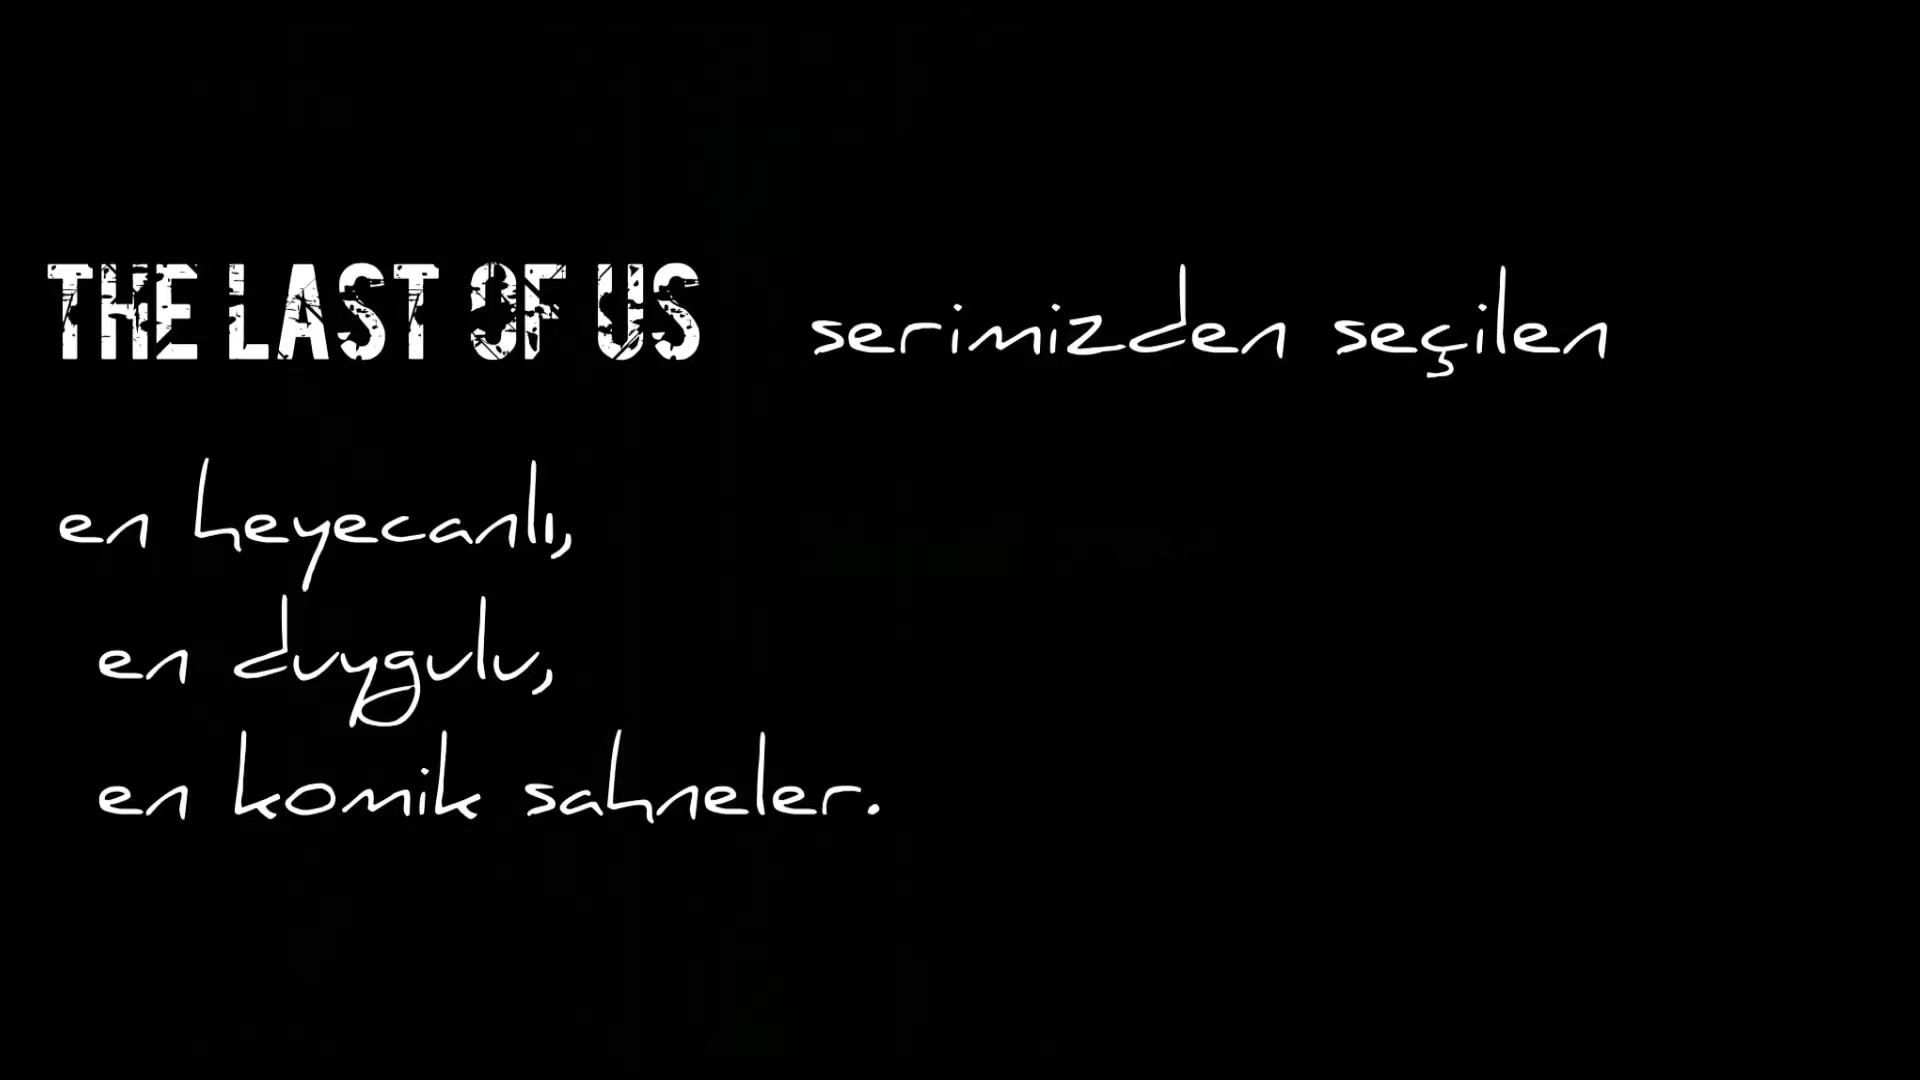 THE LAST OF US serimizden seçilen
en heyecanlı,
en duygulu,
en komik sahneler.